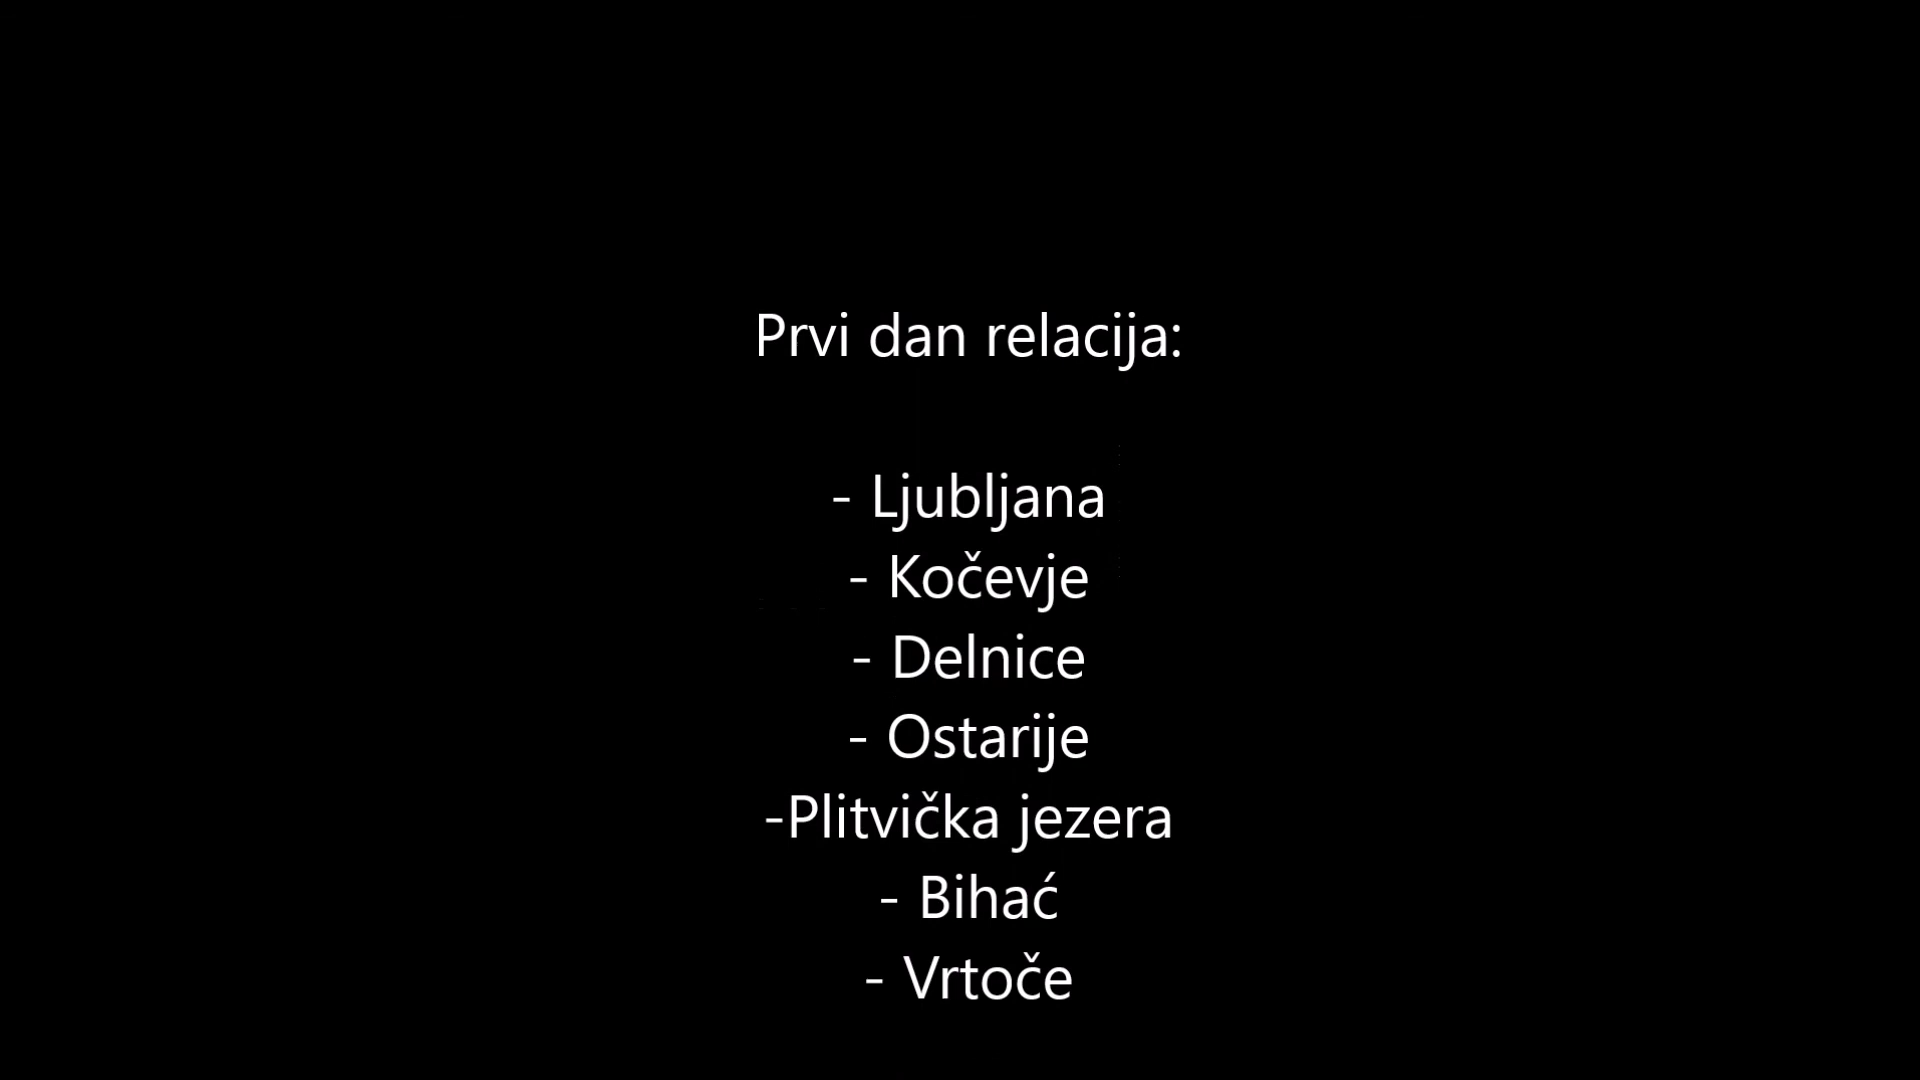 Prvi dan relacija:
- Ljubljana
- Kočevje
- Delnice
- Ostarije
-Plitvička jezera
- Bihać
- Vrtoče